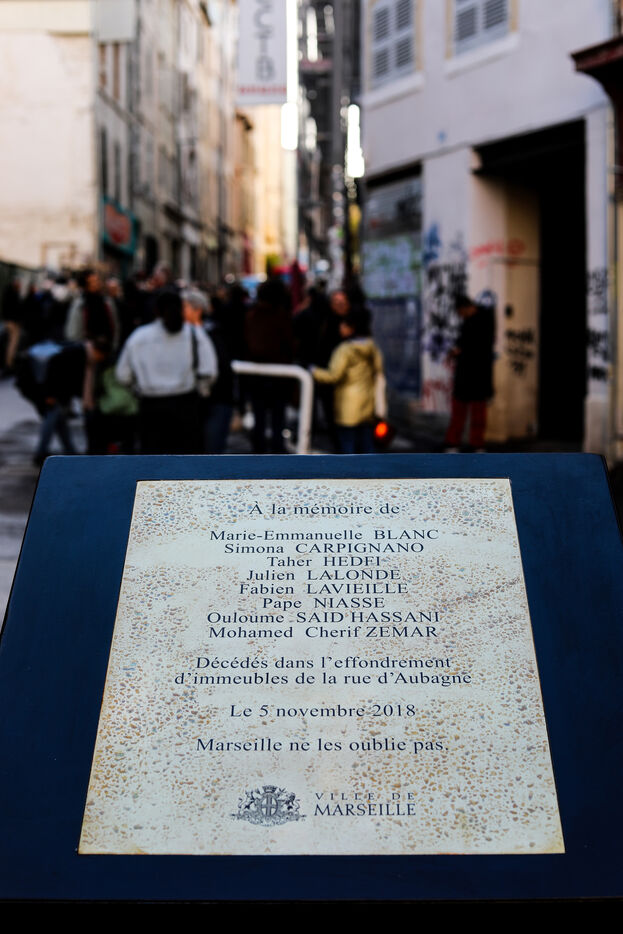 À la mémoire de
Marie-Emmanuelle BLANC
Simona CARPIGNANO
Taher HEDFI
Julien LALONDE
Fabien LAVIEILLE
Pape NIASSE
Ouloume SAID HASSANI
Mohamed Cherif ZEMAR
Décédés dans l'effondrement
d'immeubles de la rue d'Aubagne
Le 5 novembre 2018
Marseille ne les oublie pas.
VILLE DE
MARSEILLE